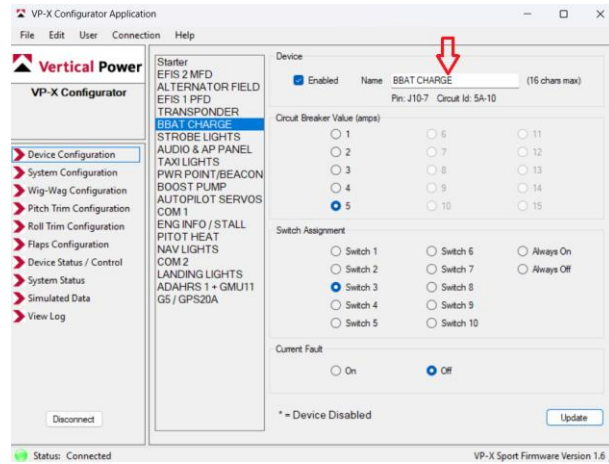 VP-X Configurator Application
File Edit User Connection Help
Vertical Power
VP-X Configurator
Device Configuration
System Configuration
Wig-Wag Configuration
Pitch Trim Configuration
Roll Trim Configuration
Flaps Configuration
Device Status / Control
System Status
Simulated Data
View Log
Disconnect
Starter
EFIS 2 MFD
ALTERNATOR FIELD
EFIS 1 PFD
TRANSPONDER
BBAT CHARGE
STROBE LIGHTS
AUDIO & AP PANEL
TAXI LIGHTS
PWR POINT/BEACON
BOOST PUMP
AUTOPILOT SERVOS
COM 1
ENG INFO / STALL
PITOT HEAT
NAV LIGHTS
COM 2
LANDING LIGHTS
ADAHRS 1 + GMU11
G5 / GPS20A
Device
Enabled Name BBAT CHARGE (16 chars max)
Pin: J10-7 Circuit Id: 5A-10
Circuit Breaker Value (amps)
1 6 11
2 7 12
3 8 13
4 9 14
5 10 15
Switch Assignment
Switch 1 Switch 6 Always On
Switch 2 Switch 7 Always Off
Switch 3 Switch 8
Switch 4 Switch 9
Switch 5 Switch 10
Current Fault
On Off
* = Device Disabled
Update
Status: Connected
VP-X Sport Firmware Version 1.6